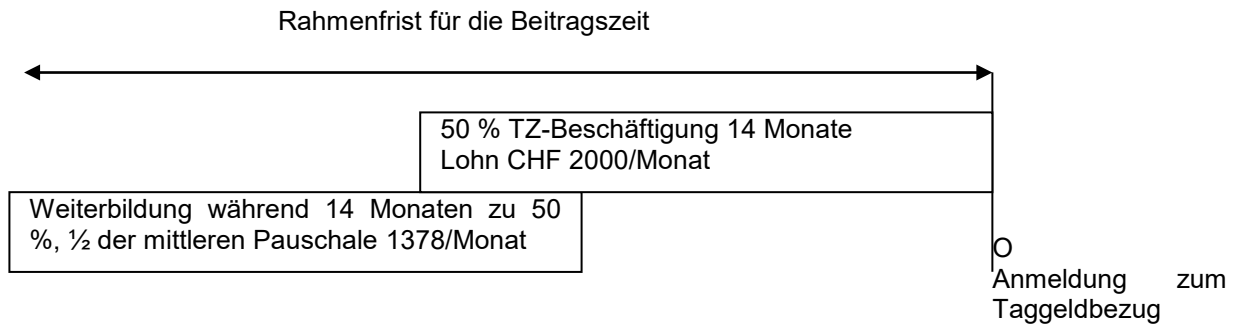 Rahmenfrist für die Beitragszeit
50 % TZ-Beschäftigung 14 Monate
Lohn CHF 2000/Monat
Weiterbildung während 14 Monaten zu 50
%, ½ der mittleren Pauschale 1378/Monat
O
Anmeldung zum
Taggeldbezug